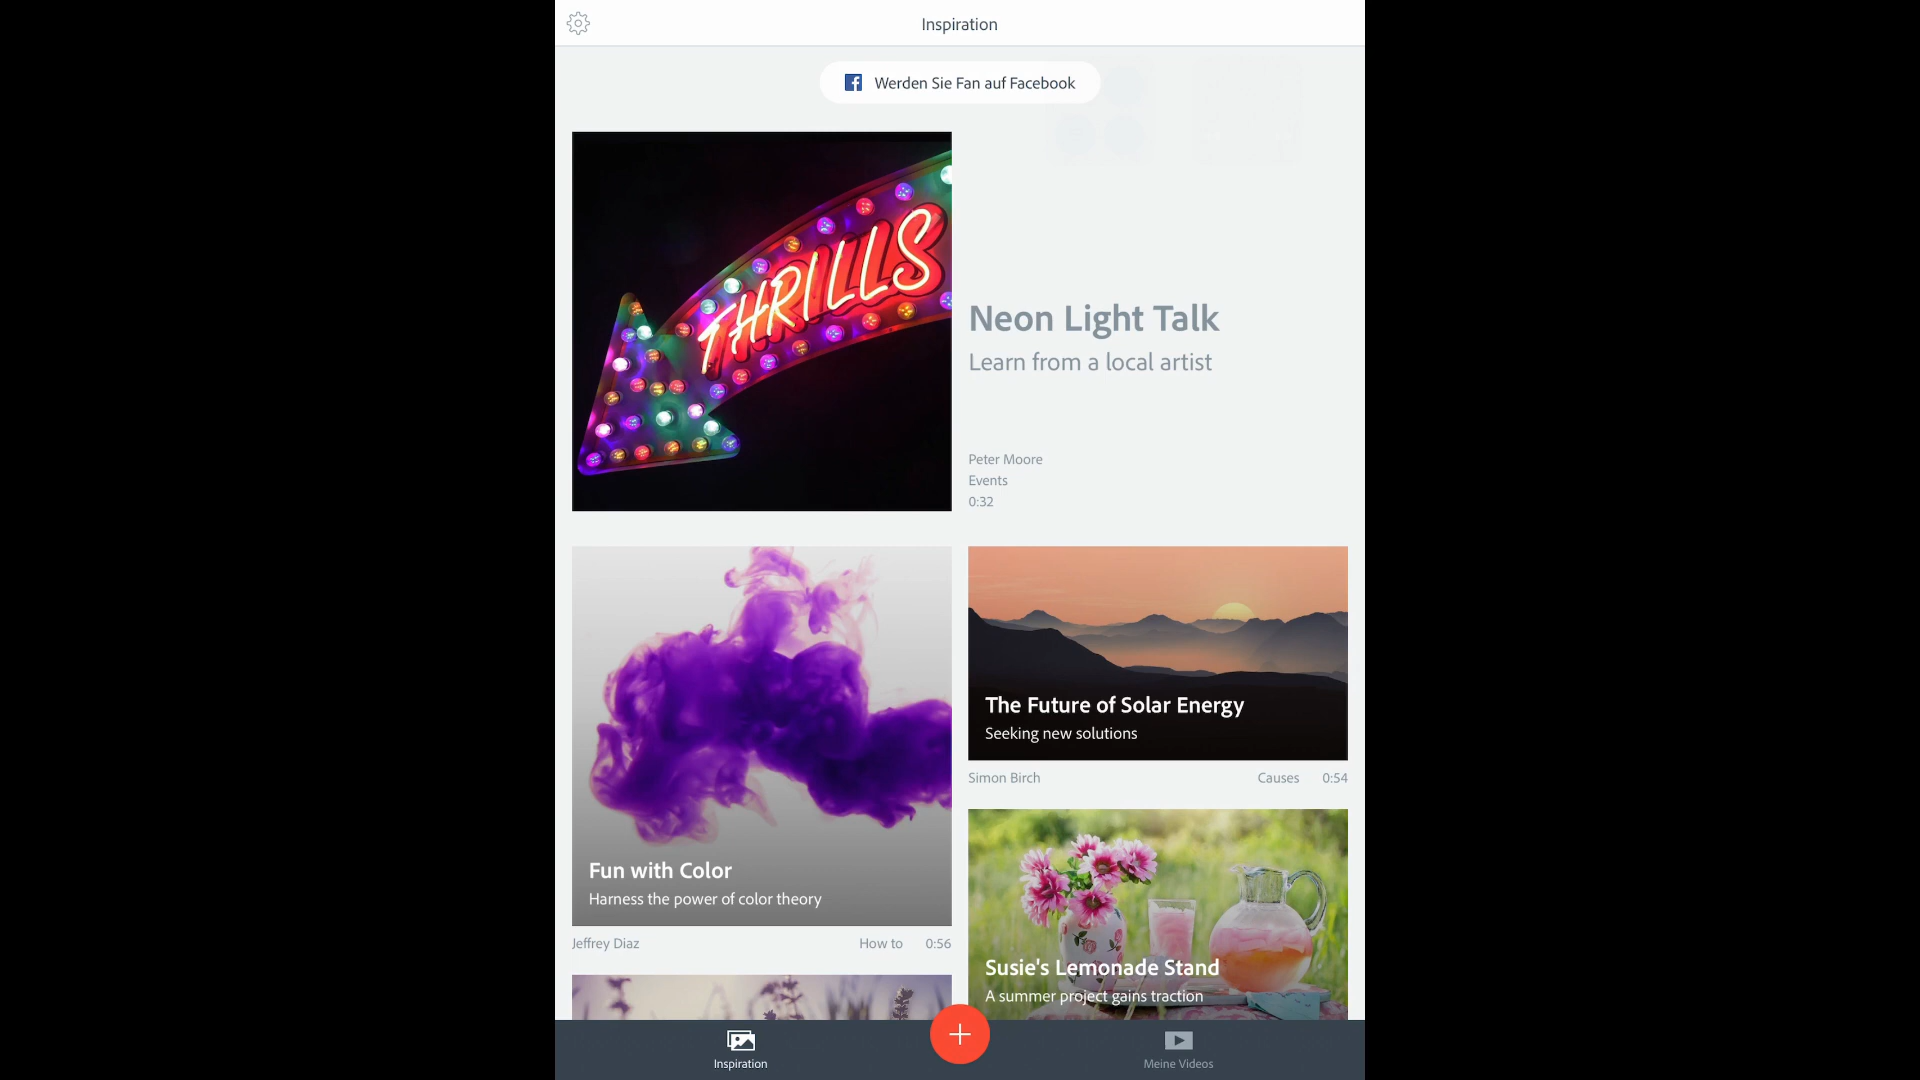 Inspiration
Werden Sie Fan auf Facebook
THRILLS
Neon Light Talk
Learn from a local artist
Peter Moore
Events
0:32
Fun with Color
Harness the power of color theory
Jeffrey Diaz How to 0:56
The Future of Solar Energy
Seeking new solutions
Simon Birch Causes 0:54
Susie's Lemonade Stand
A summer project gains traction
Inspiration
Meine Videos